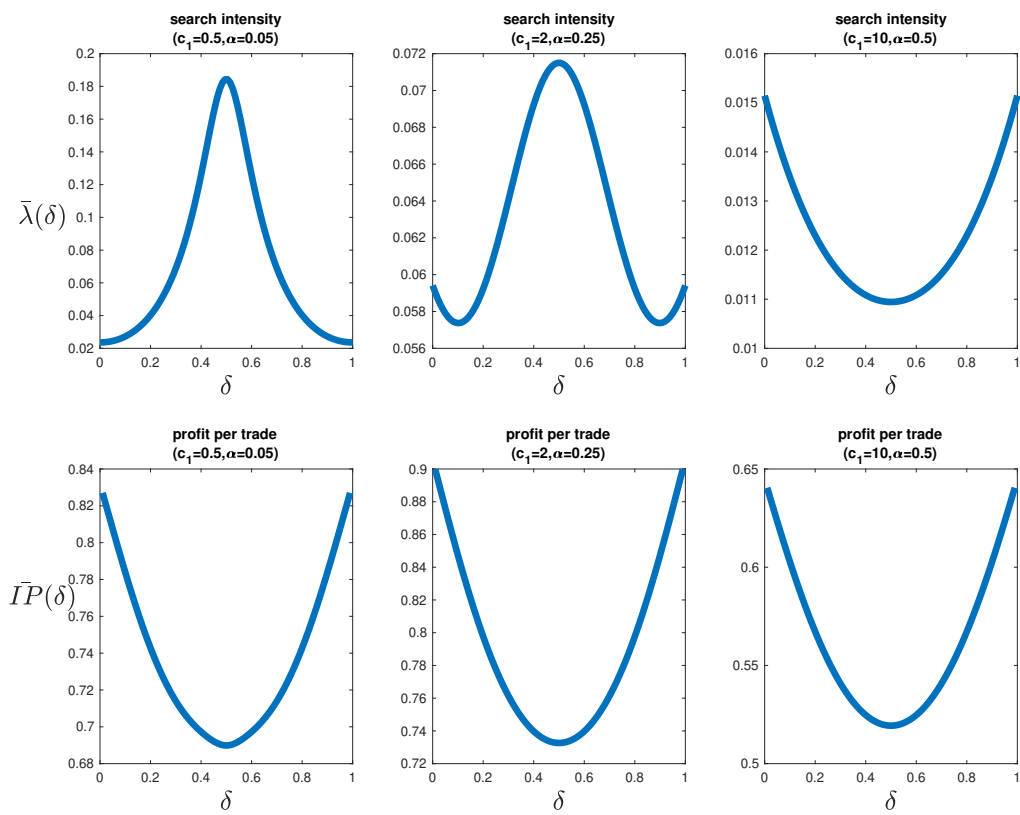 search intensity
(c₁=0.5,α=0.05)
search intensity
(c₁=2,α=0.25)
search intensity
(c₁=10,α=0.5)
λ̄(δ)
0.2
0.18
0.16
0.14
0.12
0.1
0.08
0.06
0.04
0.02
0 0.2 0.4 0.6 0.8 1
δ
0.072
0.07
0.068
0.066
0.064
0.062
0.06
0.058
0.056
0 0.2 0.4 0.6 0.8 1
δ
0.016
0.015
0.014
0.013
0.012
0.011
0.01
0 0.2 0.4 0.6 0.8 1
δ
profit per trade
(c₁=0.5,α=0.05)
profit per trade
(c₁=2,α=0.25)
profit per trade
(c₁=10,α=0.5)
IP̄(δ)
0.84
0.82
0.8
0.78
0.76
0.74
0.72
0.7
0.68
0 0.2 0.4 0.6 0.8 1
δ
0.9
0.88
0.86
0.84
0.82
0.8
0.78
0.76
0.74
0.72
0 0.2 0.4 0.6 0.8 1
δ
0.65
0.6
0.55
0.5
0 0.2 0.4 0.6 0.8 1
δ